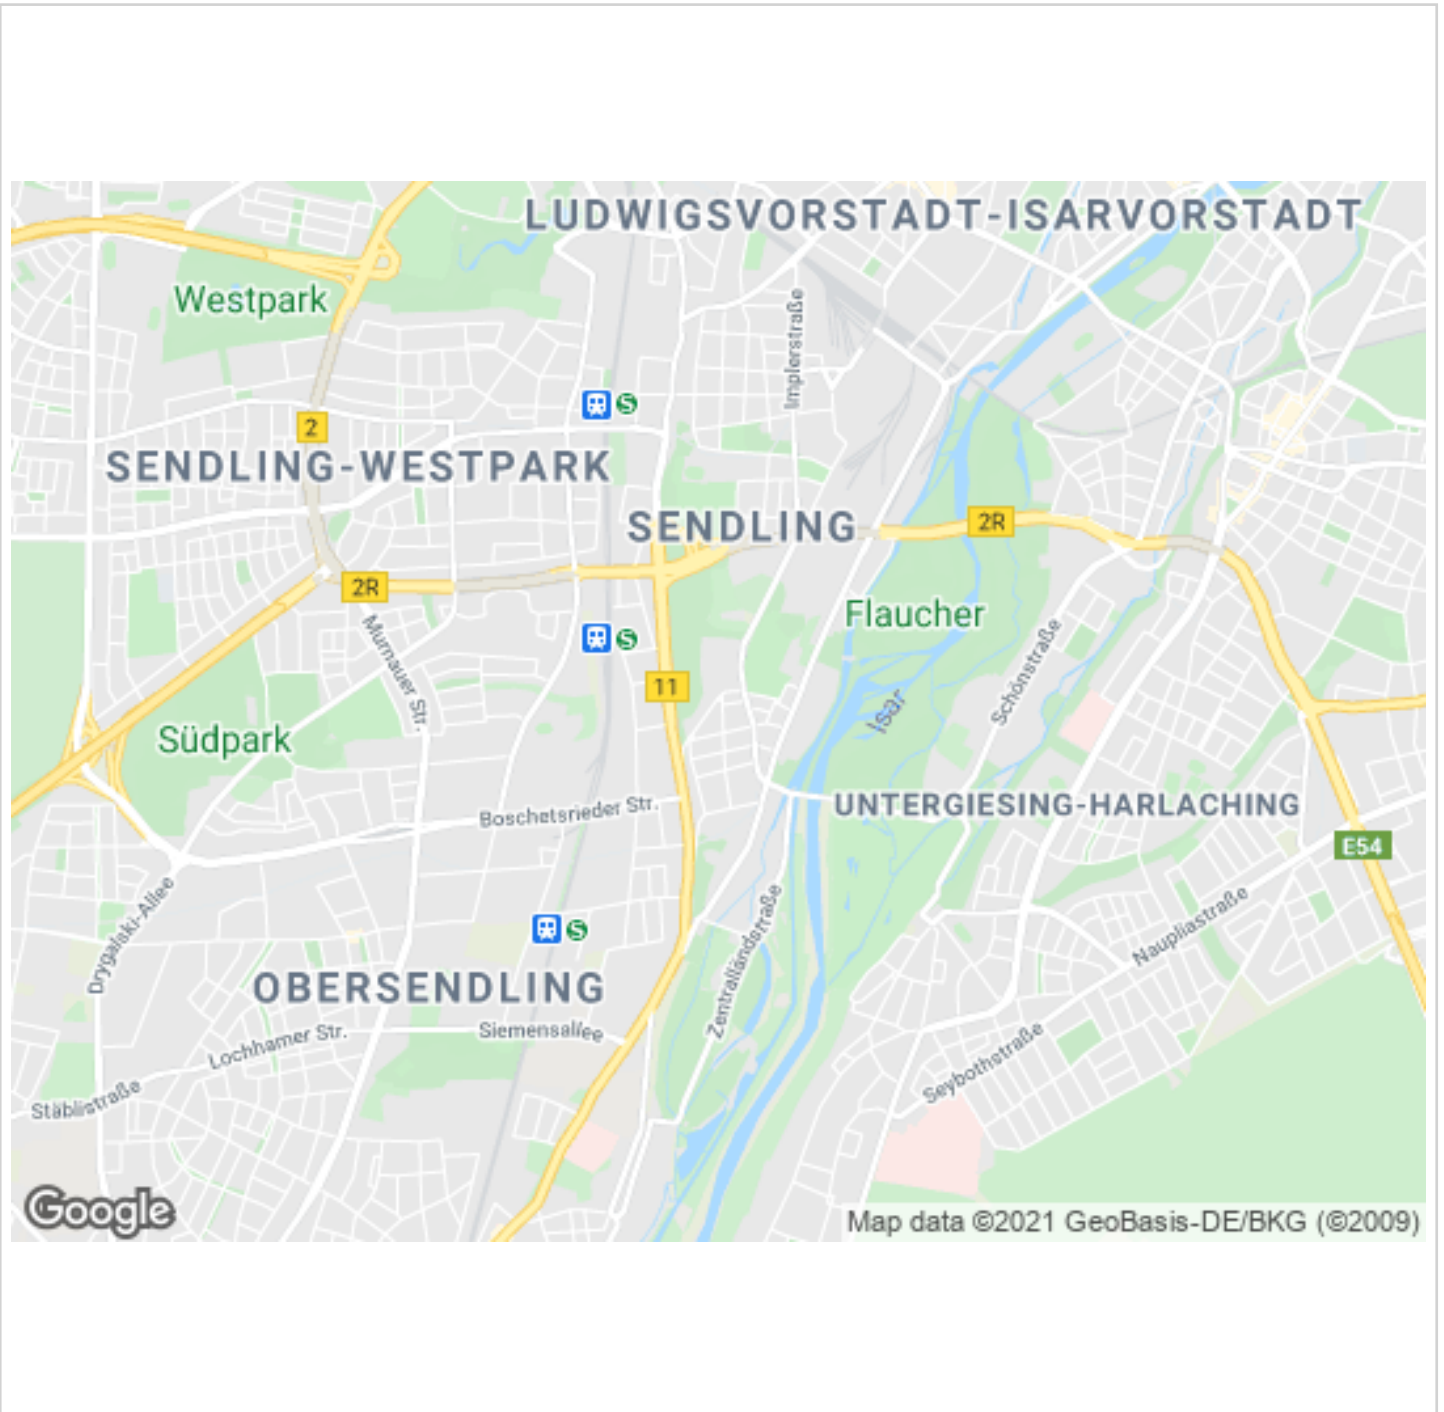 LUDWIGSVORSTADT-ISARVORSTADT
Westpark
Implerstraße
S
2
SENDLING-WESTPARK
SENDLING
2R
2R
Flaucher
Murnauer Str.
S
Schönstraße
11
Isar
Südpark
Boschetsrieder Str.
UNTERGIESING-HARLACHING
E54
Drygalski-Allee
Zentralländstraße
Naupliastraße
S
OBERSENDLING
Siemensallee
Lochhamer Str.
Seybothstraße
Stäblistraße
Google
Map data ©2021 GeoBasis-DE/BKG (©2009)